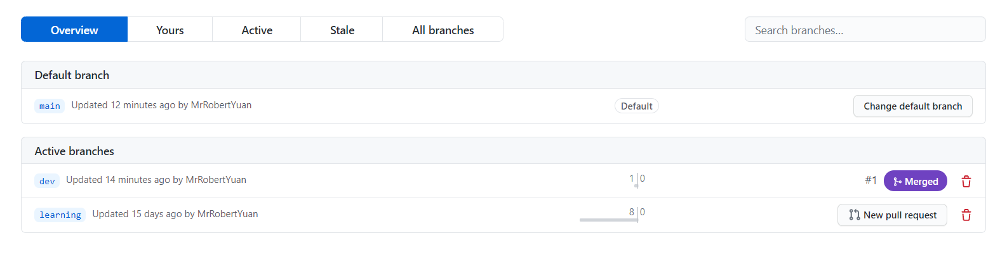 Overview Yours Active Stale All branches Search branches...
Default branch
main Updated 12 minutes ago by MrRobertYuan Default Change default branch
Active branches
dev Updated 14 minutes ago by MrRobertYuan 1 0 #1 Merged
learning Updated 15 days ago by MrRobertYuan 8 0 New pull request